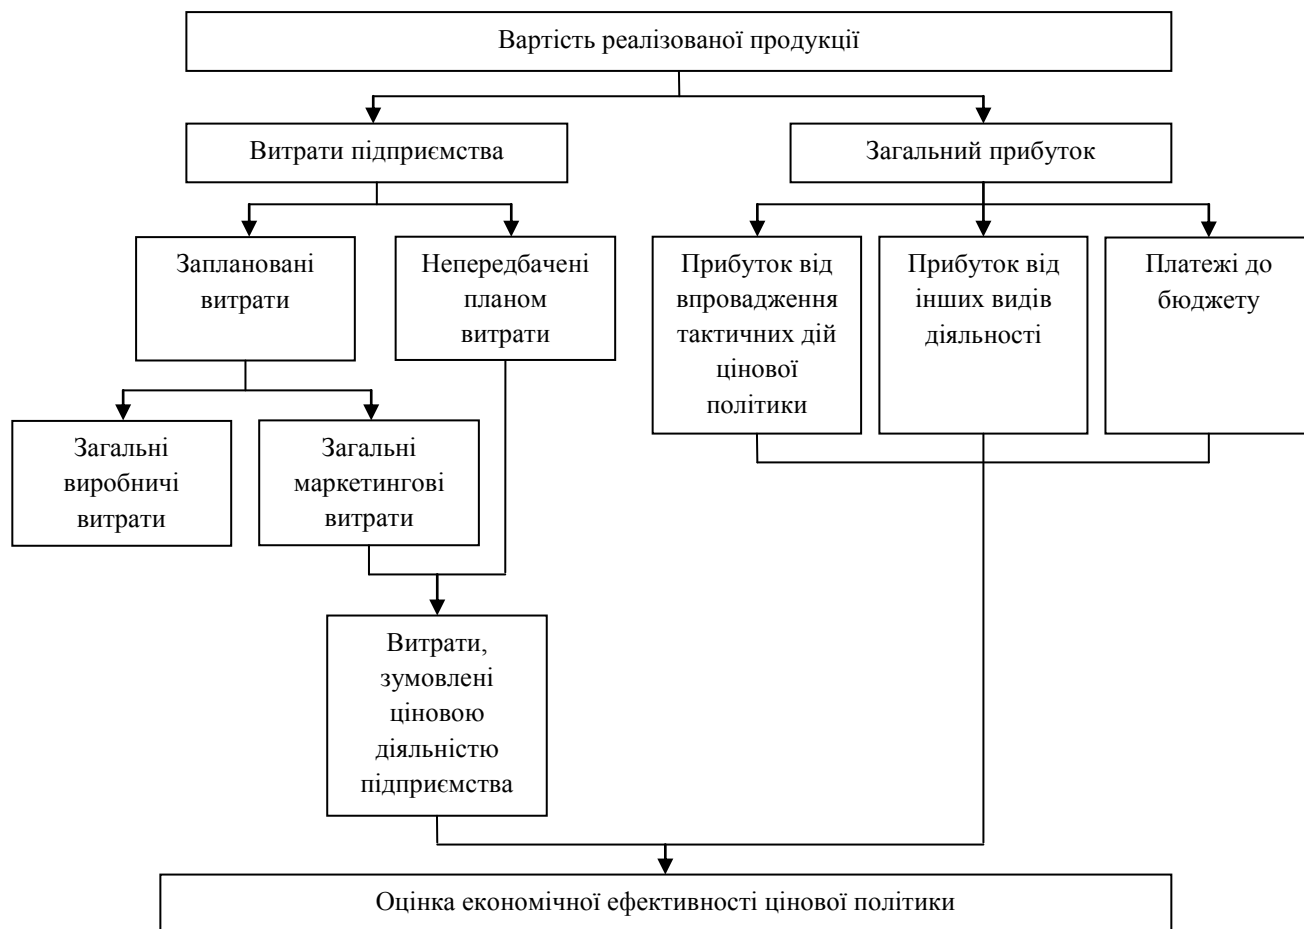 Вартість реалізованої продукції
Витрати підприємства
Загальний прибуток
Заплановані
витрати
Непередбачені
планом
витрати
Прибуток від
впровадження
тактичних дій
цінової
політики
Прибуток від
інших видів
діяльності
Платежі до
бюджету
Загальні
виробничі
витрати
Загальні
маркетингові
витрати
Витрати,
зумовлені
ціновою
діяльністю
підприємства
Оцінка економічної ефективності цінової політики